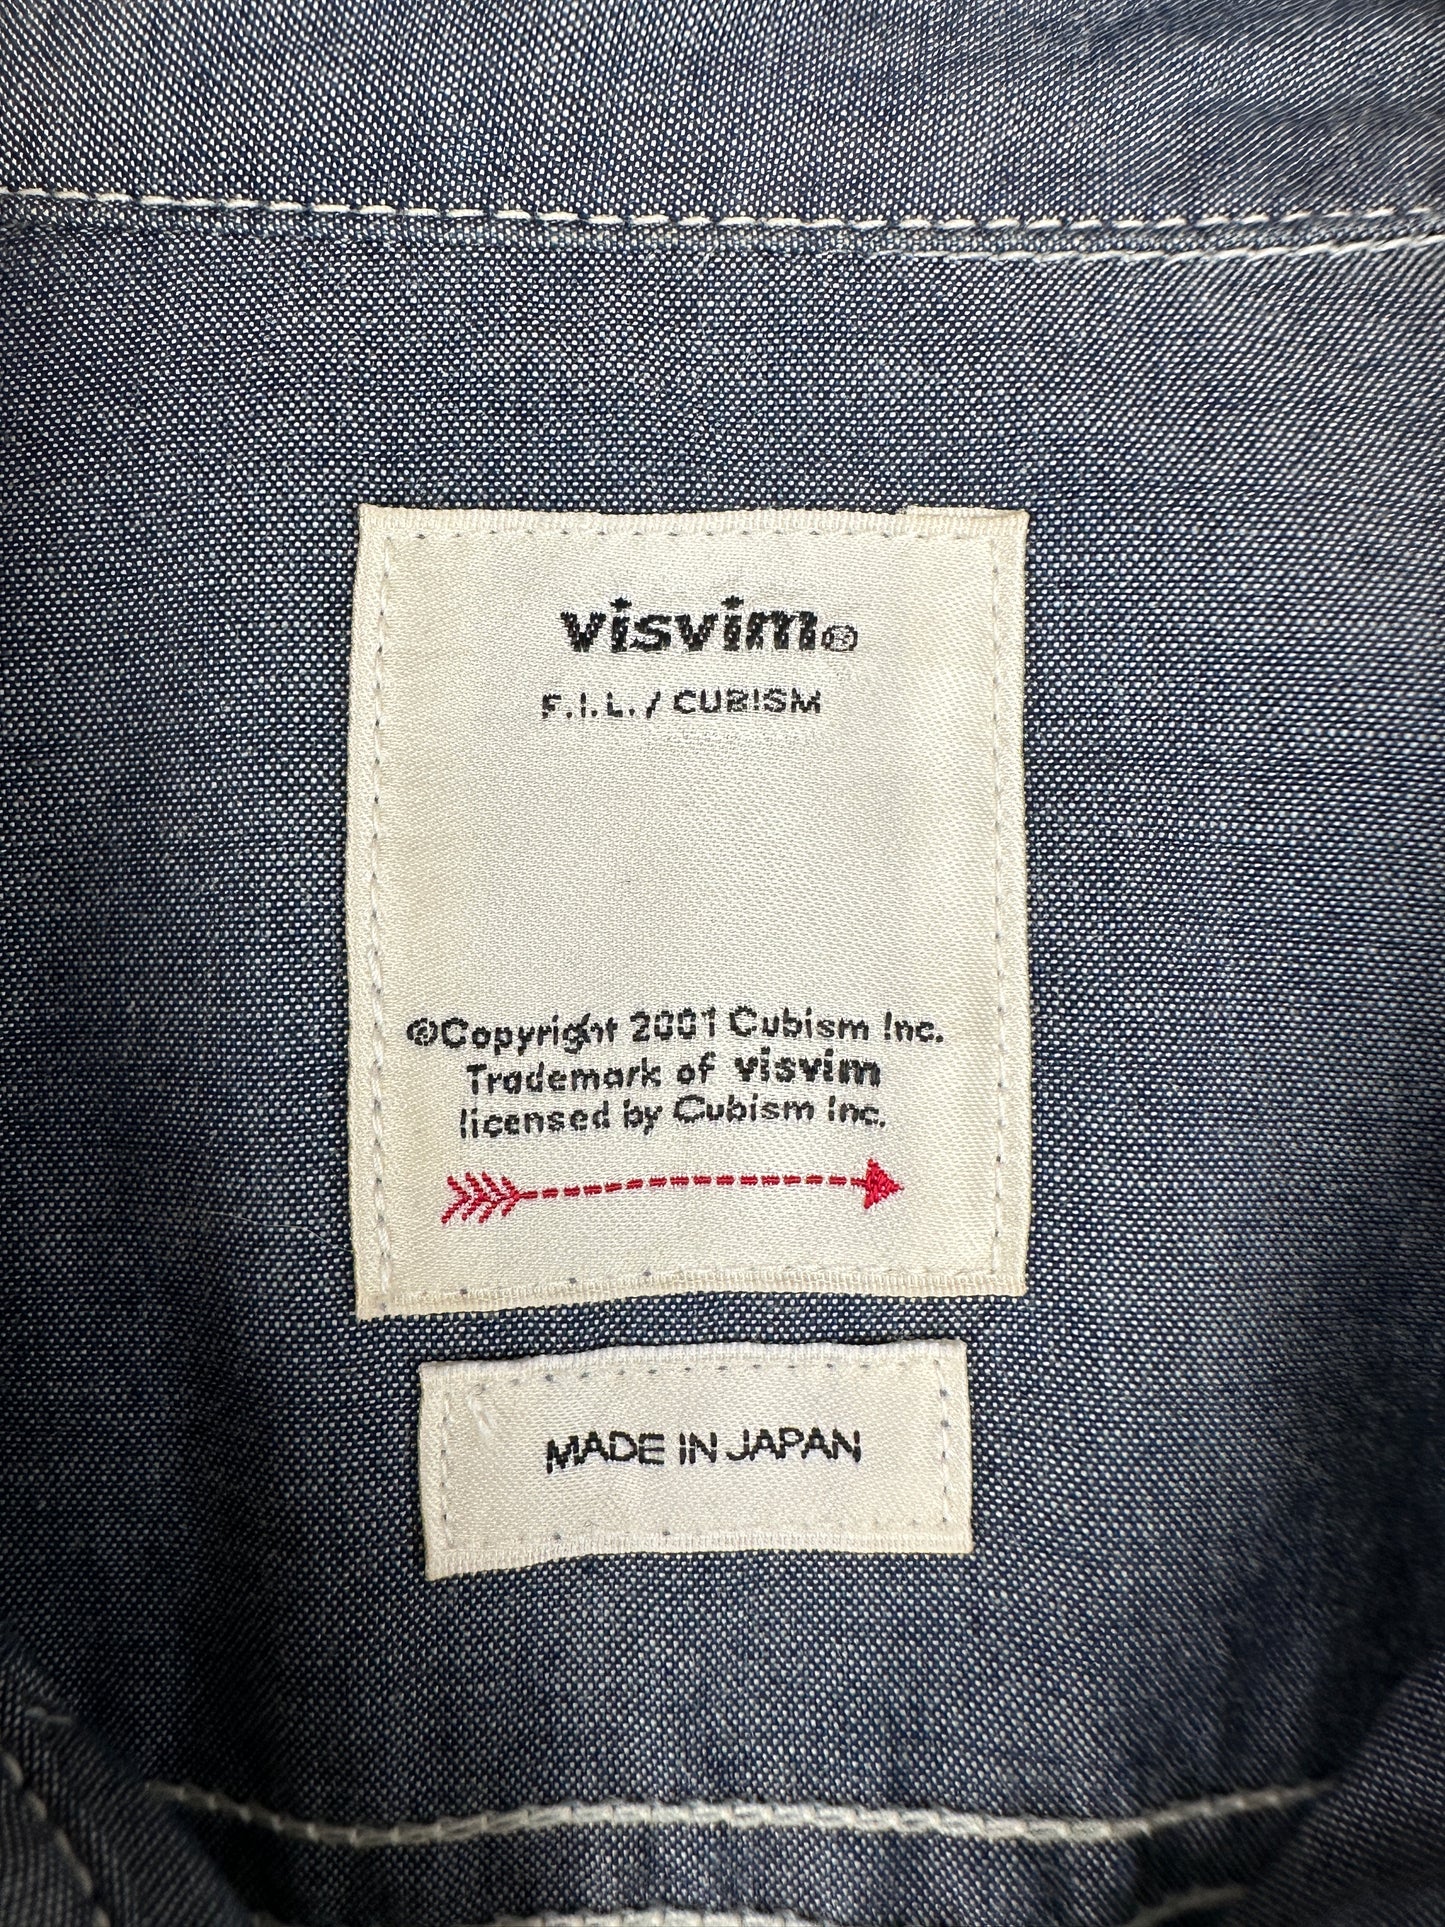 visvim®
F.I.L. / CUBISM
©Copyright 2001 Cubism Inc.
Trademark of visvim
licensed by Cubism Inc.
MADE IN JAPAN